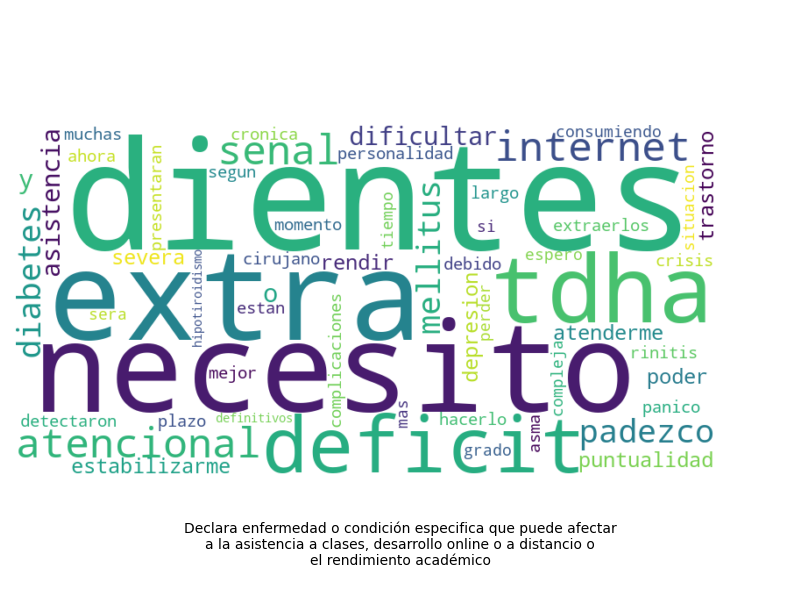 muchas
cronica
dificultar
consumiendo
senal
internet
ahora
personalidad
segun
asistencia
presentaran
dientes
largo
trastorno
y
tiempo
mellitus
situacion
momento
si
extraerlos
diabetes
severa
hipotiroidismo
cirujano
rendir
debido
espero
crisis
extra
o
tdha
sera
estan
complicaciones
depresion
perder
atenderme
necesito
mejor
complejas
rinitis
poder
detectaron
plazo
definitivos
mas
hacerlo
asma
panico
atencional
deficit
grado
padezco
estabilizarme
puntualidad
Declara enfermedad o condición especifica que puede afectar
a la asistencia a clases, desarrollo online o a distancio o
el rendimiento académico